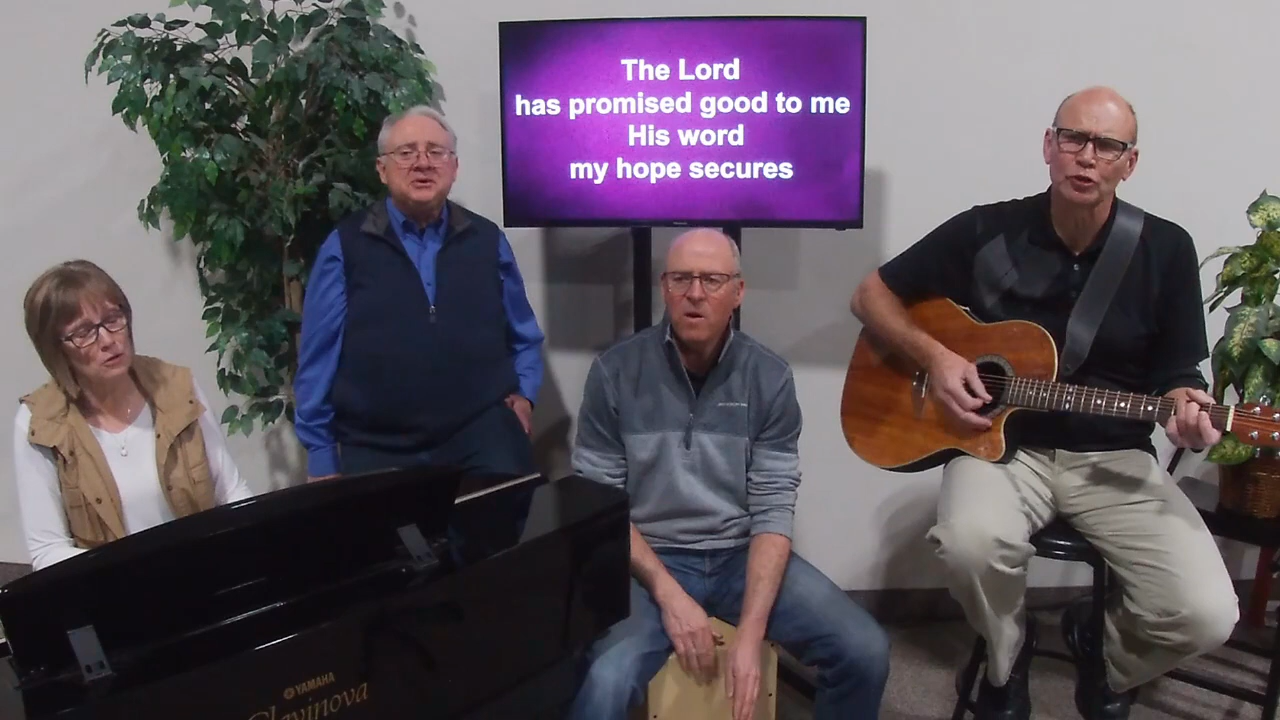 The Lord
has promised good to me
His word
my hope secures
YAMAHA
Clavinova